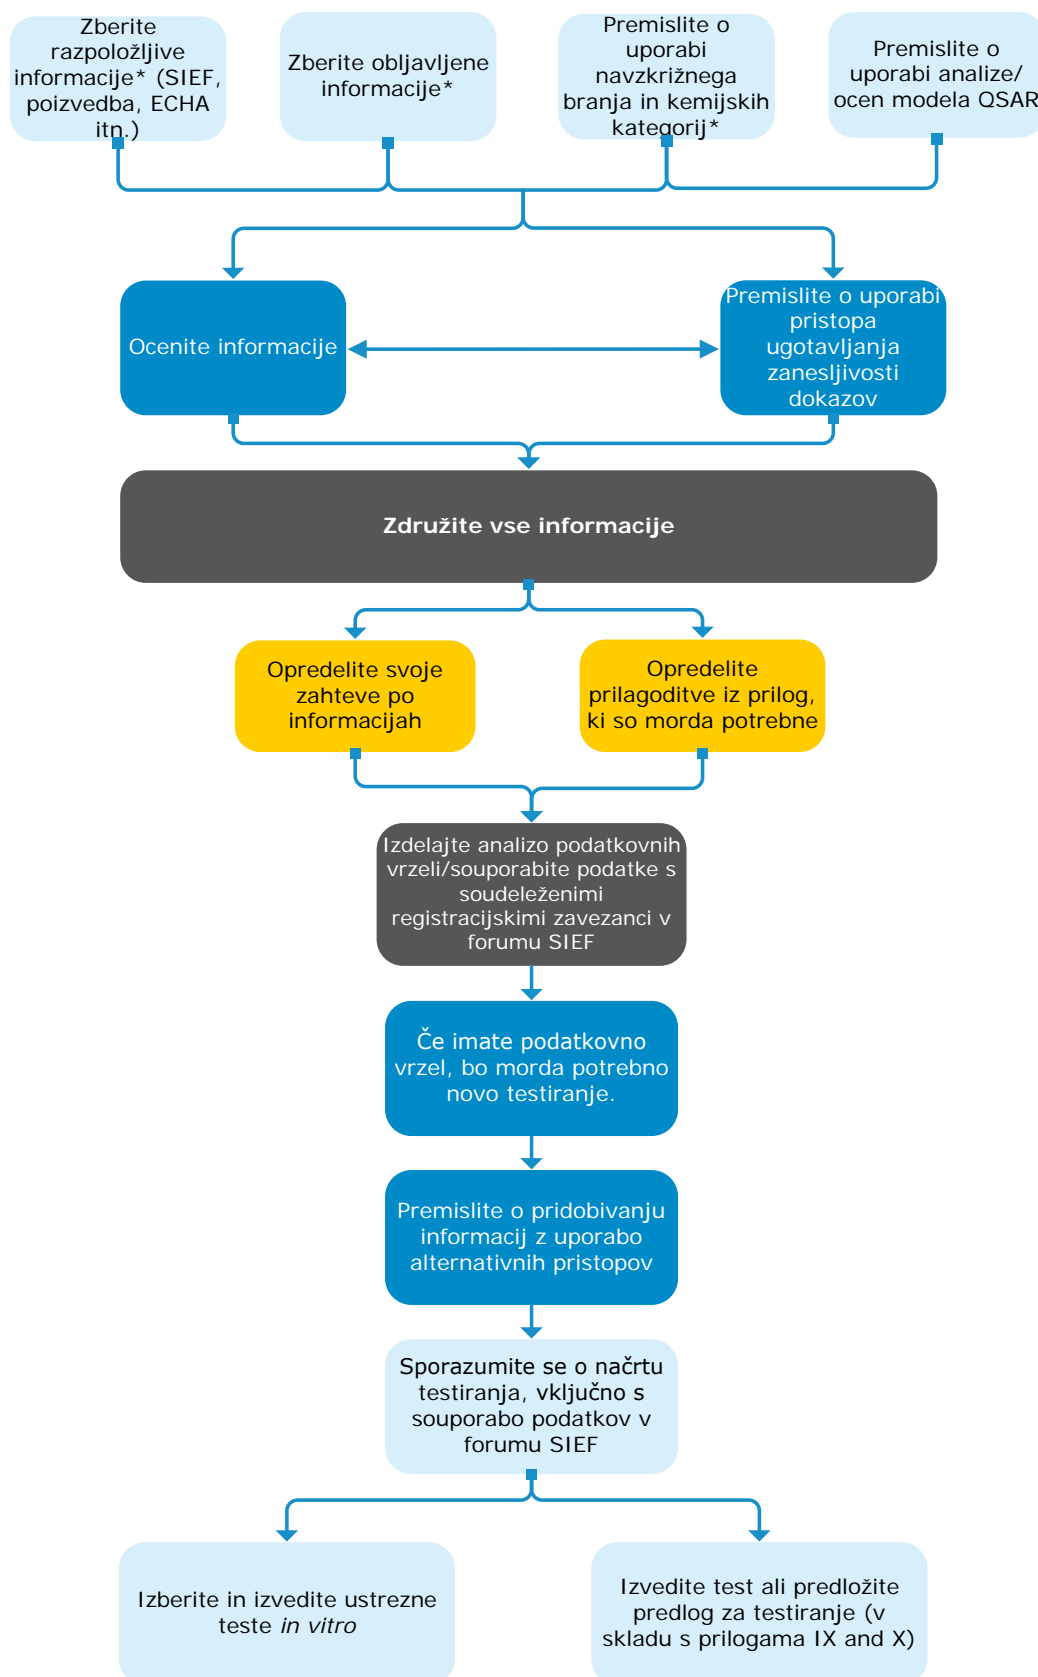 Zberite
razpoložljive
informacije* (SIEF,
poizvedba, ECHA
itn.)
Zberite objavljene
informacije*
Premislite o
uporabi
navzkrižnega
branja in kemijskih
kategorij*
Premislite o
uporabi analize/
ocen modela QSAR
Ocenite informacije
Premislite o uporabi
pristopa
ugotavljanja
zanesljivosti
dokazov
Združite vse informacije
Opredelite svoje
zahteve po
informacijah
Opredelite
prilagoditve iz prilog,
ki so morda potrebne
Izdelajte analizo podatkovnih
vrzeli/souporabite podatke s
soudeleženimi
registracijskimi zavezanci v
forumu SIEF
Če imate podatkovno
vrzel, bo morda potrebno
novo testiranje.
Premislite o pridobivanju
informacij z uporabo
alternativnih pristopov
Sporazumite se o načrtu
testiranja, vključno s
souporabo podatkov v
forumu SIEF
Izberite in izvedite ustrezne
teste in vitro
Izvedite test ali predložite
predlog za testiranje (v
skladu s prilogama IX and X)